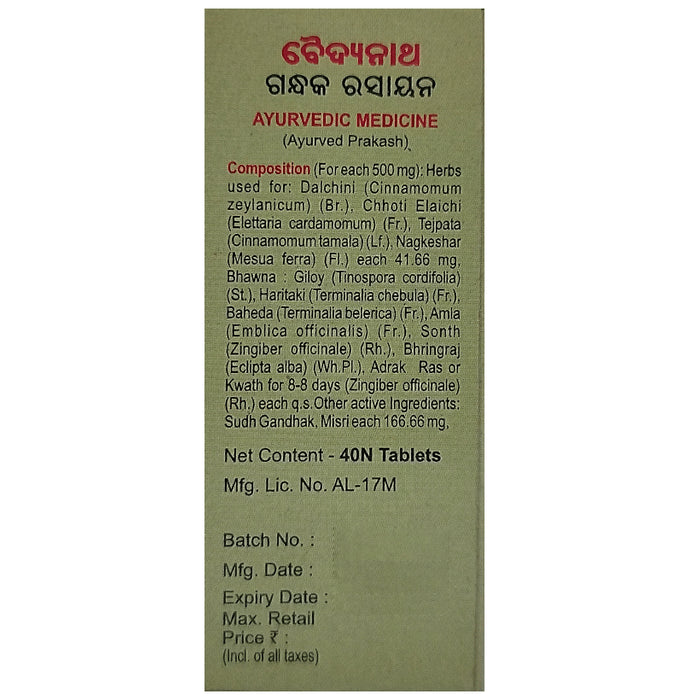 ବୈଦ୍ୟନାଥ
ଗନ୍ଧକ ରସାୟନ
AYURVEDIC MEDICINE
(Ayurved Prakash)
Composition (For each 500 mg): Herbs
used for: Dalchini (Cinnamomum
zeylanicum) (Br.), Chhoti Elaichi
(Elettaria cardamomum) (Fr.), Tejpata
(Cinnamomum tamala) (Lf.), Nagkeshar
(Mesua ferra) (Fl.) each 41.66 mg,
Bhawna : Giloy (Tinospora cordifolia)
(St.), Haritaki (Terminalia chebula) (Fr.),
Baheda (Terminalia belerica) (Fr.), Amla
(Emblica officinalis) (Fr.), Sonth
(Zingiber officinale) (Rh.), Bhringraj
(Eclipta alba) (Wh.Pl.), Adrak Ras or
Kwath for 8-8 days (Zingiber officinale)
(Rh.) each q.s.Other active Ingredients:
Sudh Gandhak, Misri each 166.66 mg,
Net Content - 40N Tablets
Mfg. Lic. No. AL-17M
Batch No. :
Mfg. Date :
Expiry Date :
Max. Retail
Price ₹ :
(Incl. of all taxes)